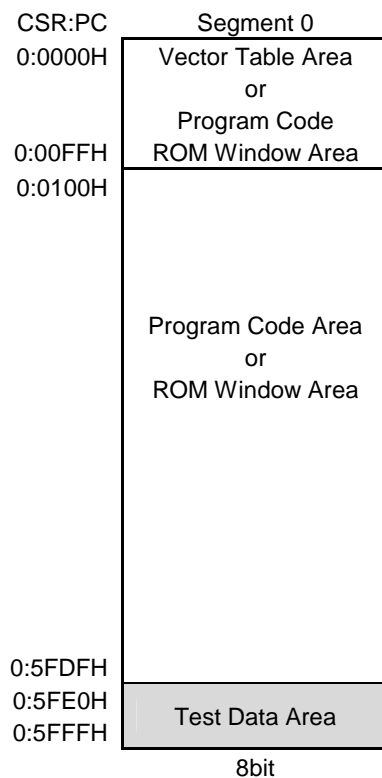 CSR:PC Segment 0
0:0000H Vector Table Area
or
Program Code
0:00FFH ROM Window Area
0:0100H
Program Code Area
or
ROM Window Area
0:5FDFH
0:5FE0H
Test Data Area
0:5FFFH
8bit